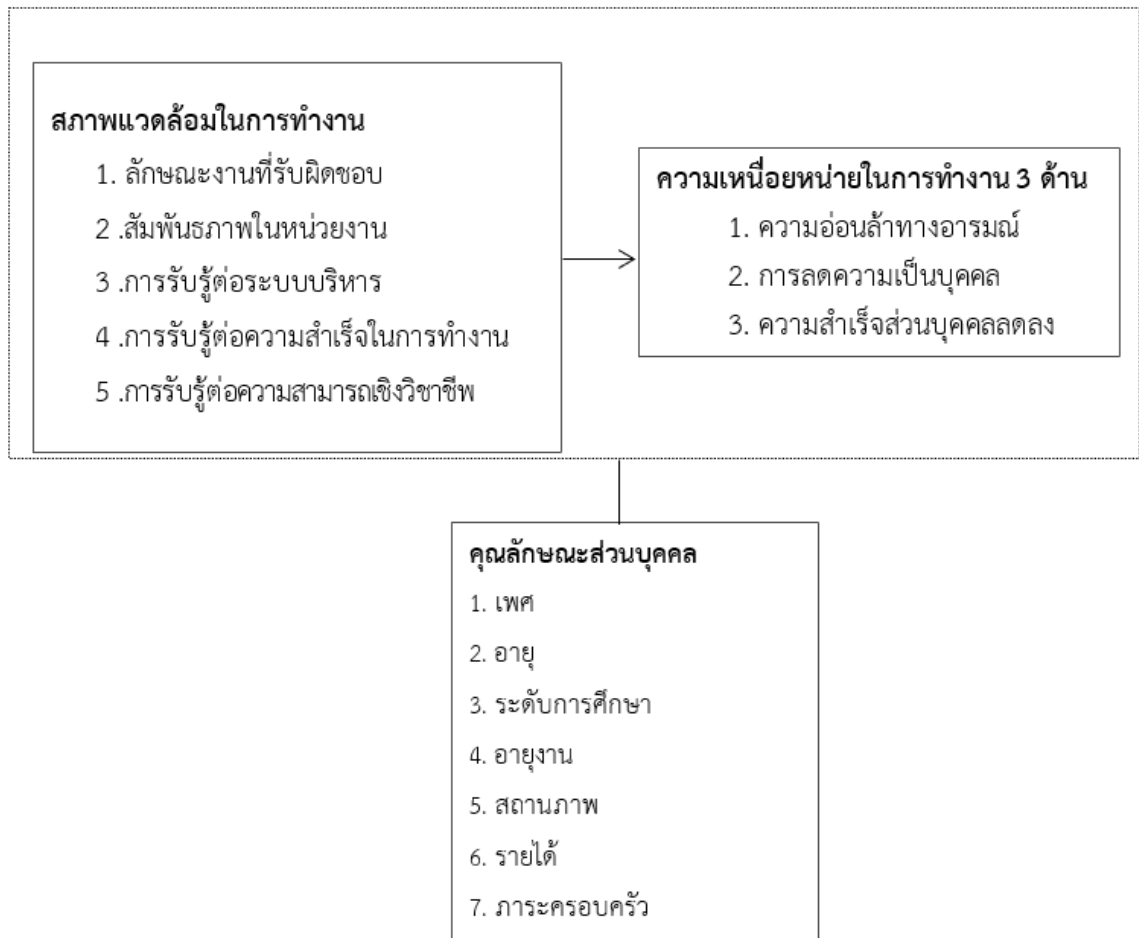 สภาพแวดล้อมในการทำงาน
1. ลักษณะงานที่รับผิดชอบ
2 .สัมพันธภาพในหน่วยงาน
3 .การรับรู้ต่อระบบบริหาร
4 .การรับรู้ต่อความสำเร็จในการทำงาน
5 .การรับรู้ต่อความสามารถเชิงวิชาชีพ
ความเหนื่อยหน่ายในการทำงาน 3 ด้าน
1. ความอ่อนล้าทางอารมณ์
2. การลดความเป็นบุคคล
3. ความสำเร็จส่วนบุคคลลดลง
คุณลักษณะส่วนบุคคล
1. เพศ
2. อายุ
3. ระดับการศึกษา
4. อายุงาน
5. สถานภาพ
6. รายได้
7. ภาระครอบครัว